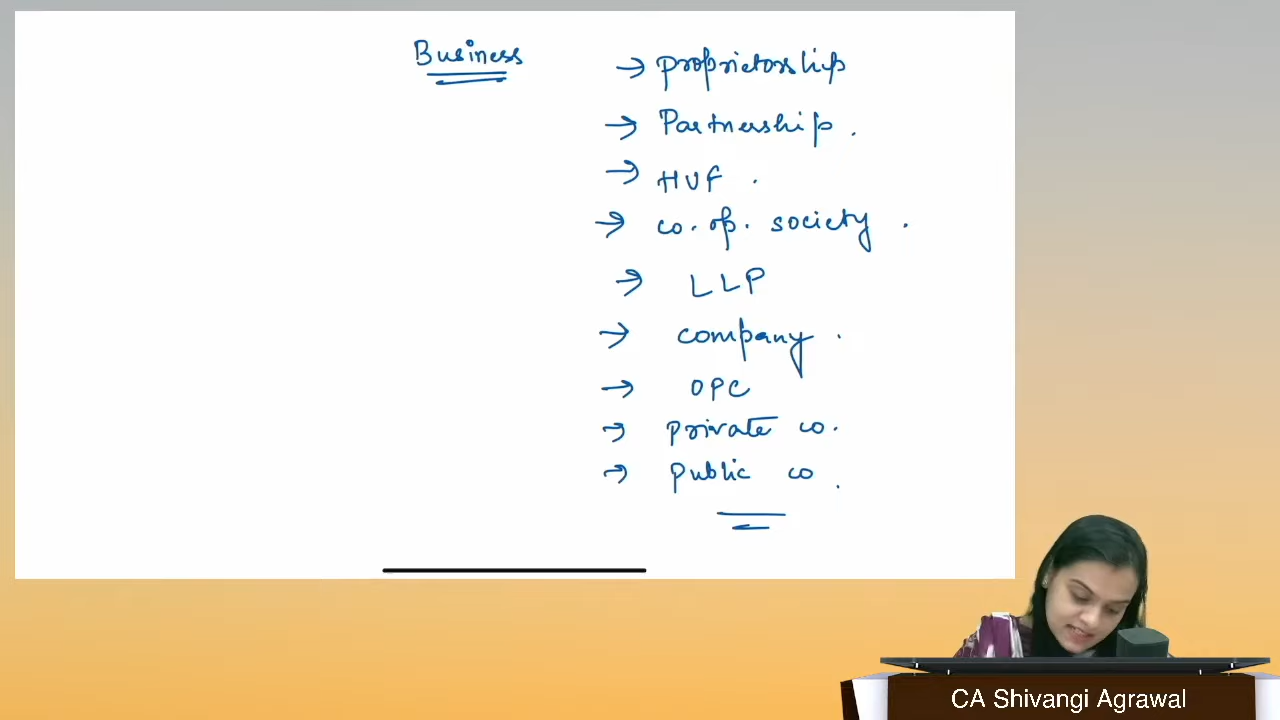 Business
→ Proprietorship
→ Partnership.
→ HUF.
→ co.op. society.
→ LLP
→ company.
→ OPC
→ private co.
→ public co.
CA Shivangi Agrawal